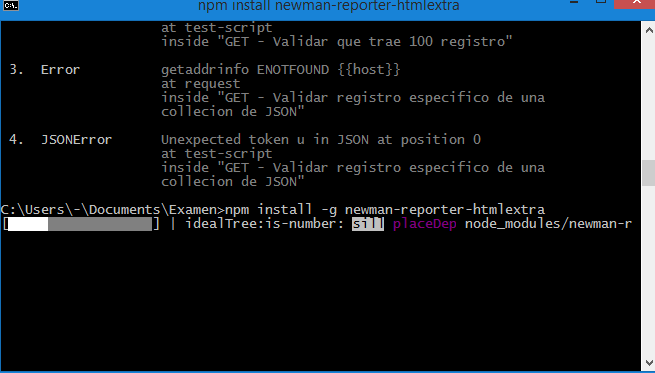 C:\. npm install newman-reporter-htmlextra
at test-script
inside "GET - Validar que trae 100 registro"
3. Error getaddrinfo ENOTFOUND {{host}}
at request
inside "GET - Validar registro especifico de una
collecion de JSON"
4. JSONError Unexpected token u in JSON at position 0
at test-script
inside "GET - Validar registro especifico de una
collecion de JSON"
C:\Users\-\Documents\Examen>npm install -g newman-reporter-htmlextra
[ ] | idealTree:is-number: sill placeDep node_modules/newman-r